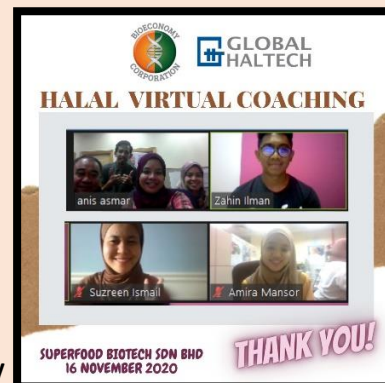 BIOECONOMY
CORPORATION
GLOBAL
HALTECH
HALAL VIRTUAL COACHING
anis asmar
Zahin Ilman
Suzreen Ismail
Amira Mansor
SUPERFOOD BIOTECH SDN BHD
16 NOVEMBER 2020
THANK YOU!